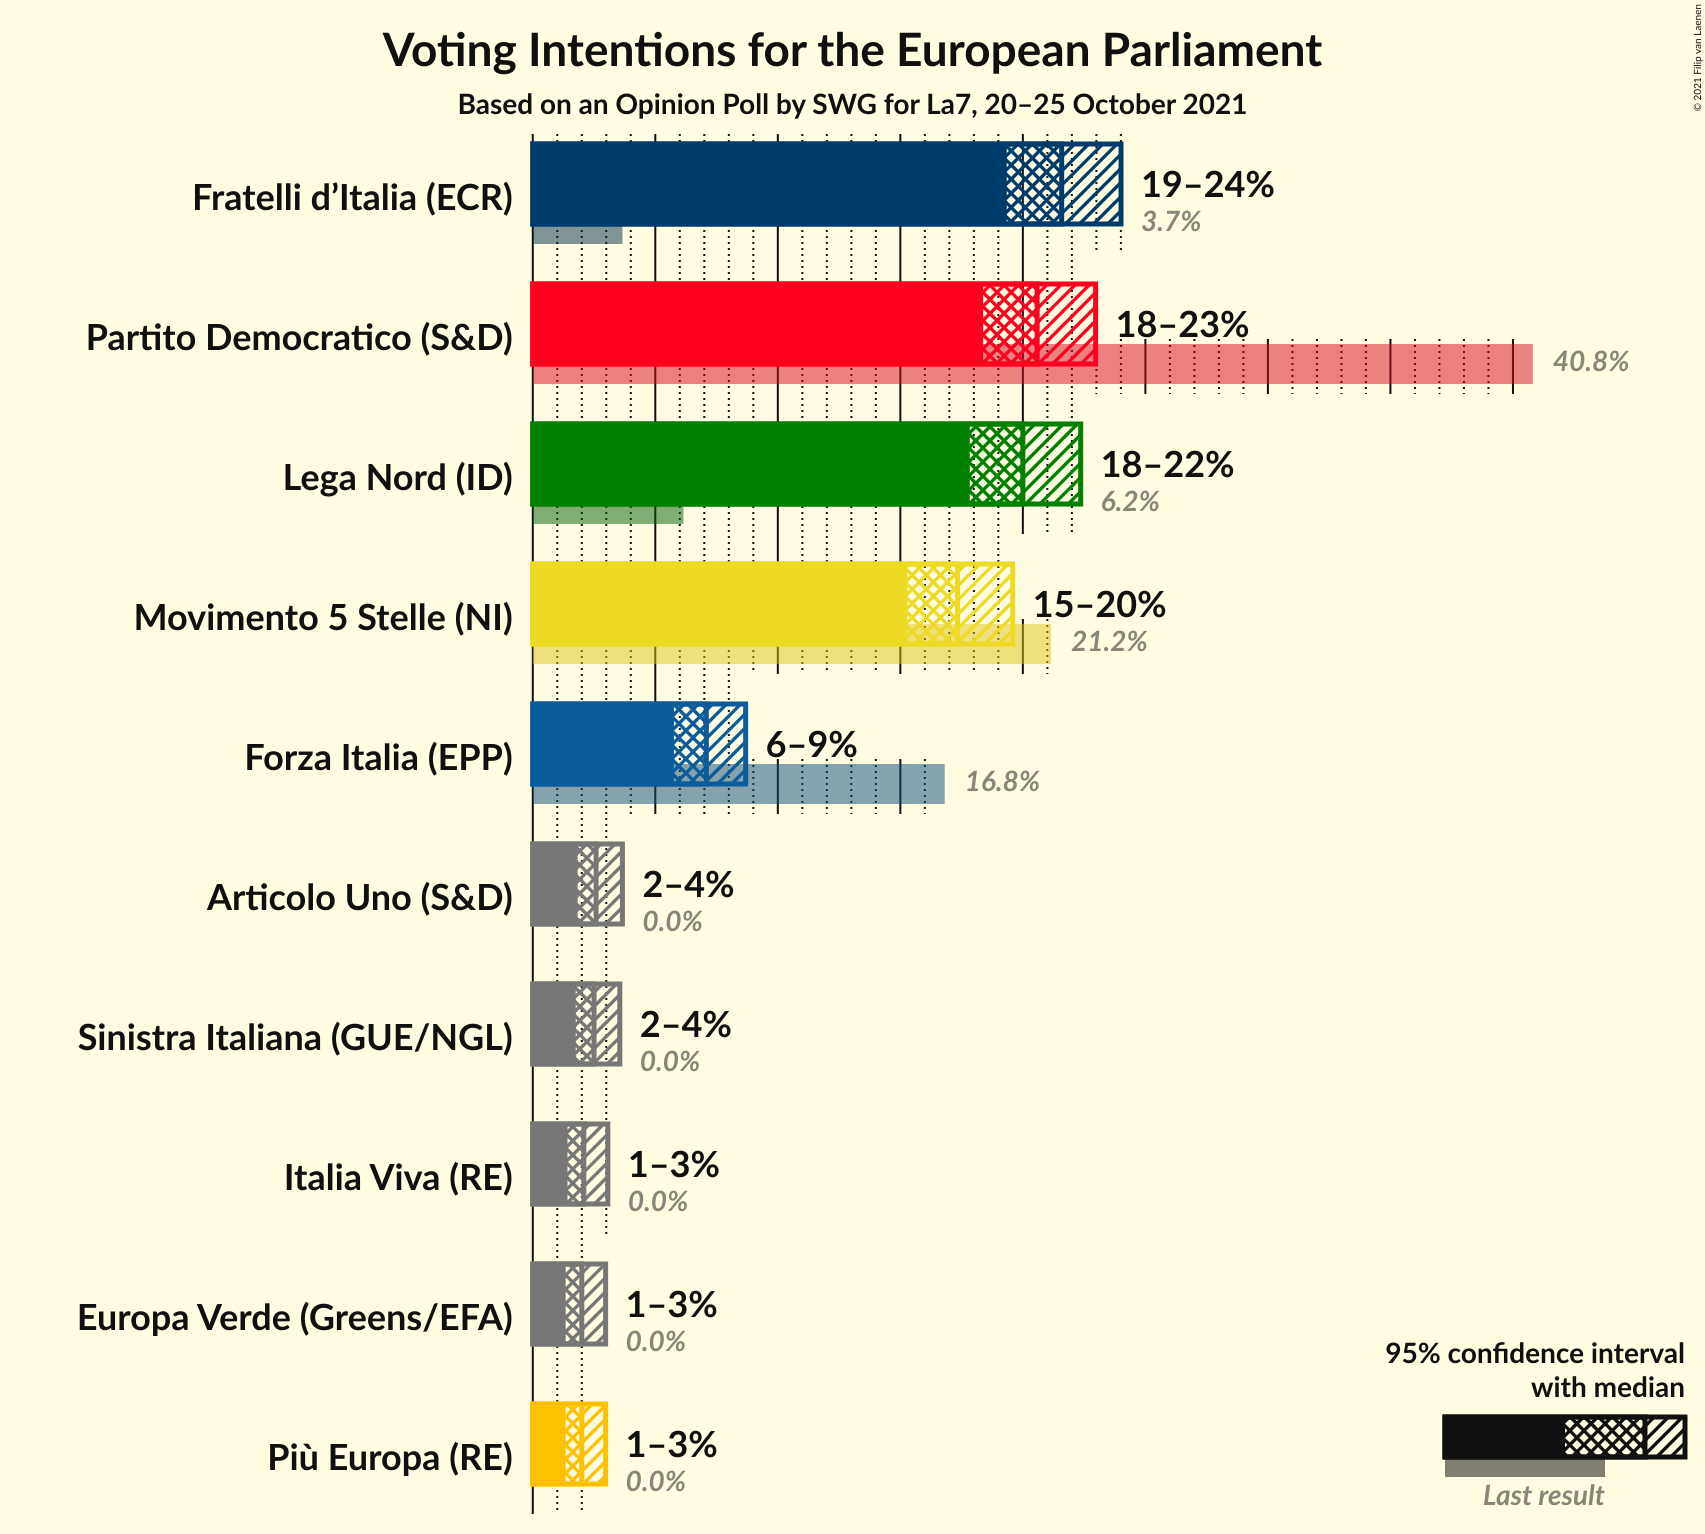 Voting Intentions for the European Parliament
Based on an Opinion Poll by SWG for La7, 20–25 October 2021
© 2021 Filip van Laenen
Fratelli d’Italia (ECR)
19–24%
3.7%
Partito Democratico (S&D)
18–23%
40.8%
Lega Nord (ID)
18–22%
6.2%
Movimento 5 Stelle (NI)
15–20%
21.2%
Forza Italia (EPP)
6–9%
16.8%
Articolo Uno (S&D)
2–4%
0.0%
Sinistra Italiana (GUE/NGL)
2–4%
0.0%
Italia Viva (RE)
1–3%
0.0%
Europa Verde (Greens/EFA)
1–3%
0.0%
Più Europa (RE)
1–3%
0.0%
95% confidence interval
with median
Last result